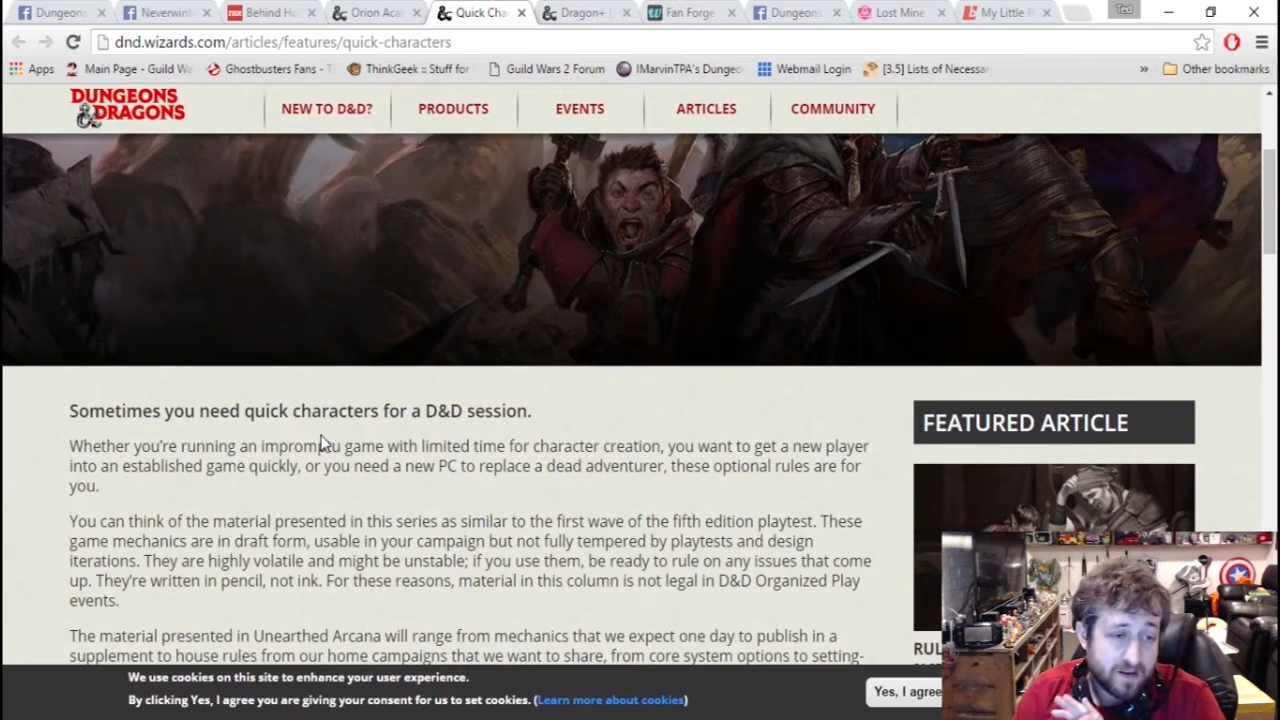 Dungeons
Neverwint
Behind Ho
Orion Aca
Quick Cha
Dragon+
Fan Forge
Dungeons
Lost Mine
My Little
Ted
dnd.wizards.com/articles/features/quick-characters
Apps
Main Page - Guild Wa
Ghostbusters Fans - T
ThinkGeek :: Stuff for
Guild Wars 2 Forum
IMarvinTPA's Dungeo
Webmail Login
[3.5] Lists of Necessa
»
Other bookmarks
DUNGEONS
& DRAGONS
NEW TO D&D?
PRODUCTS
EVENTS
ARTICLES
COMMUNITY
Sometimes you need quick characters for a D&D session.
Whether you're running an impromptu game with limited time for character creation, you want to get a new player
into an established game quickly, or you need a new PC to replace a dead adventurer, these optional rules are for
you.
You can think of the material presented in this series as similar to the first wave of the fifth edition playtest. These
game mechanics are in draft form, usable in your campaign but not fully tempered by playtests and design
iterations. They are highly volatile and might be unstable; if you use them, be ready to rule on any issues that come
up. They're written in pencil, not ink. For these reasons, material in this column is not legal in D&D Organized Play
events.
The material presented in Unearthed Arcana will range from mechanics that we expect one day to publish in a
supplement to house rules from our home campaigns that we want to share, from core system options to setting-
FEATURED ARTICLE
RUL
We use cookies on this site to enhance your user experience.
By clicking Yes, I agree you are giving your consent for us to set cookies. (Learn more about cookies)
Yes, I agree